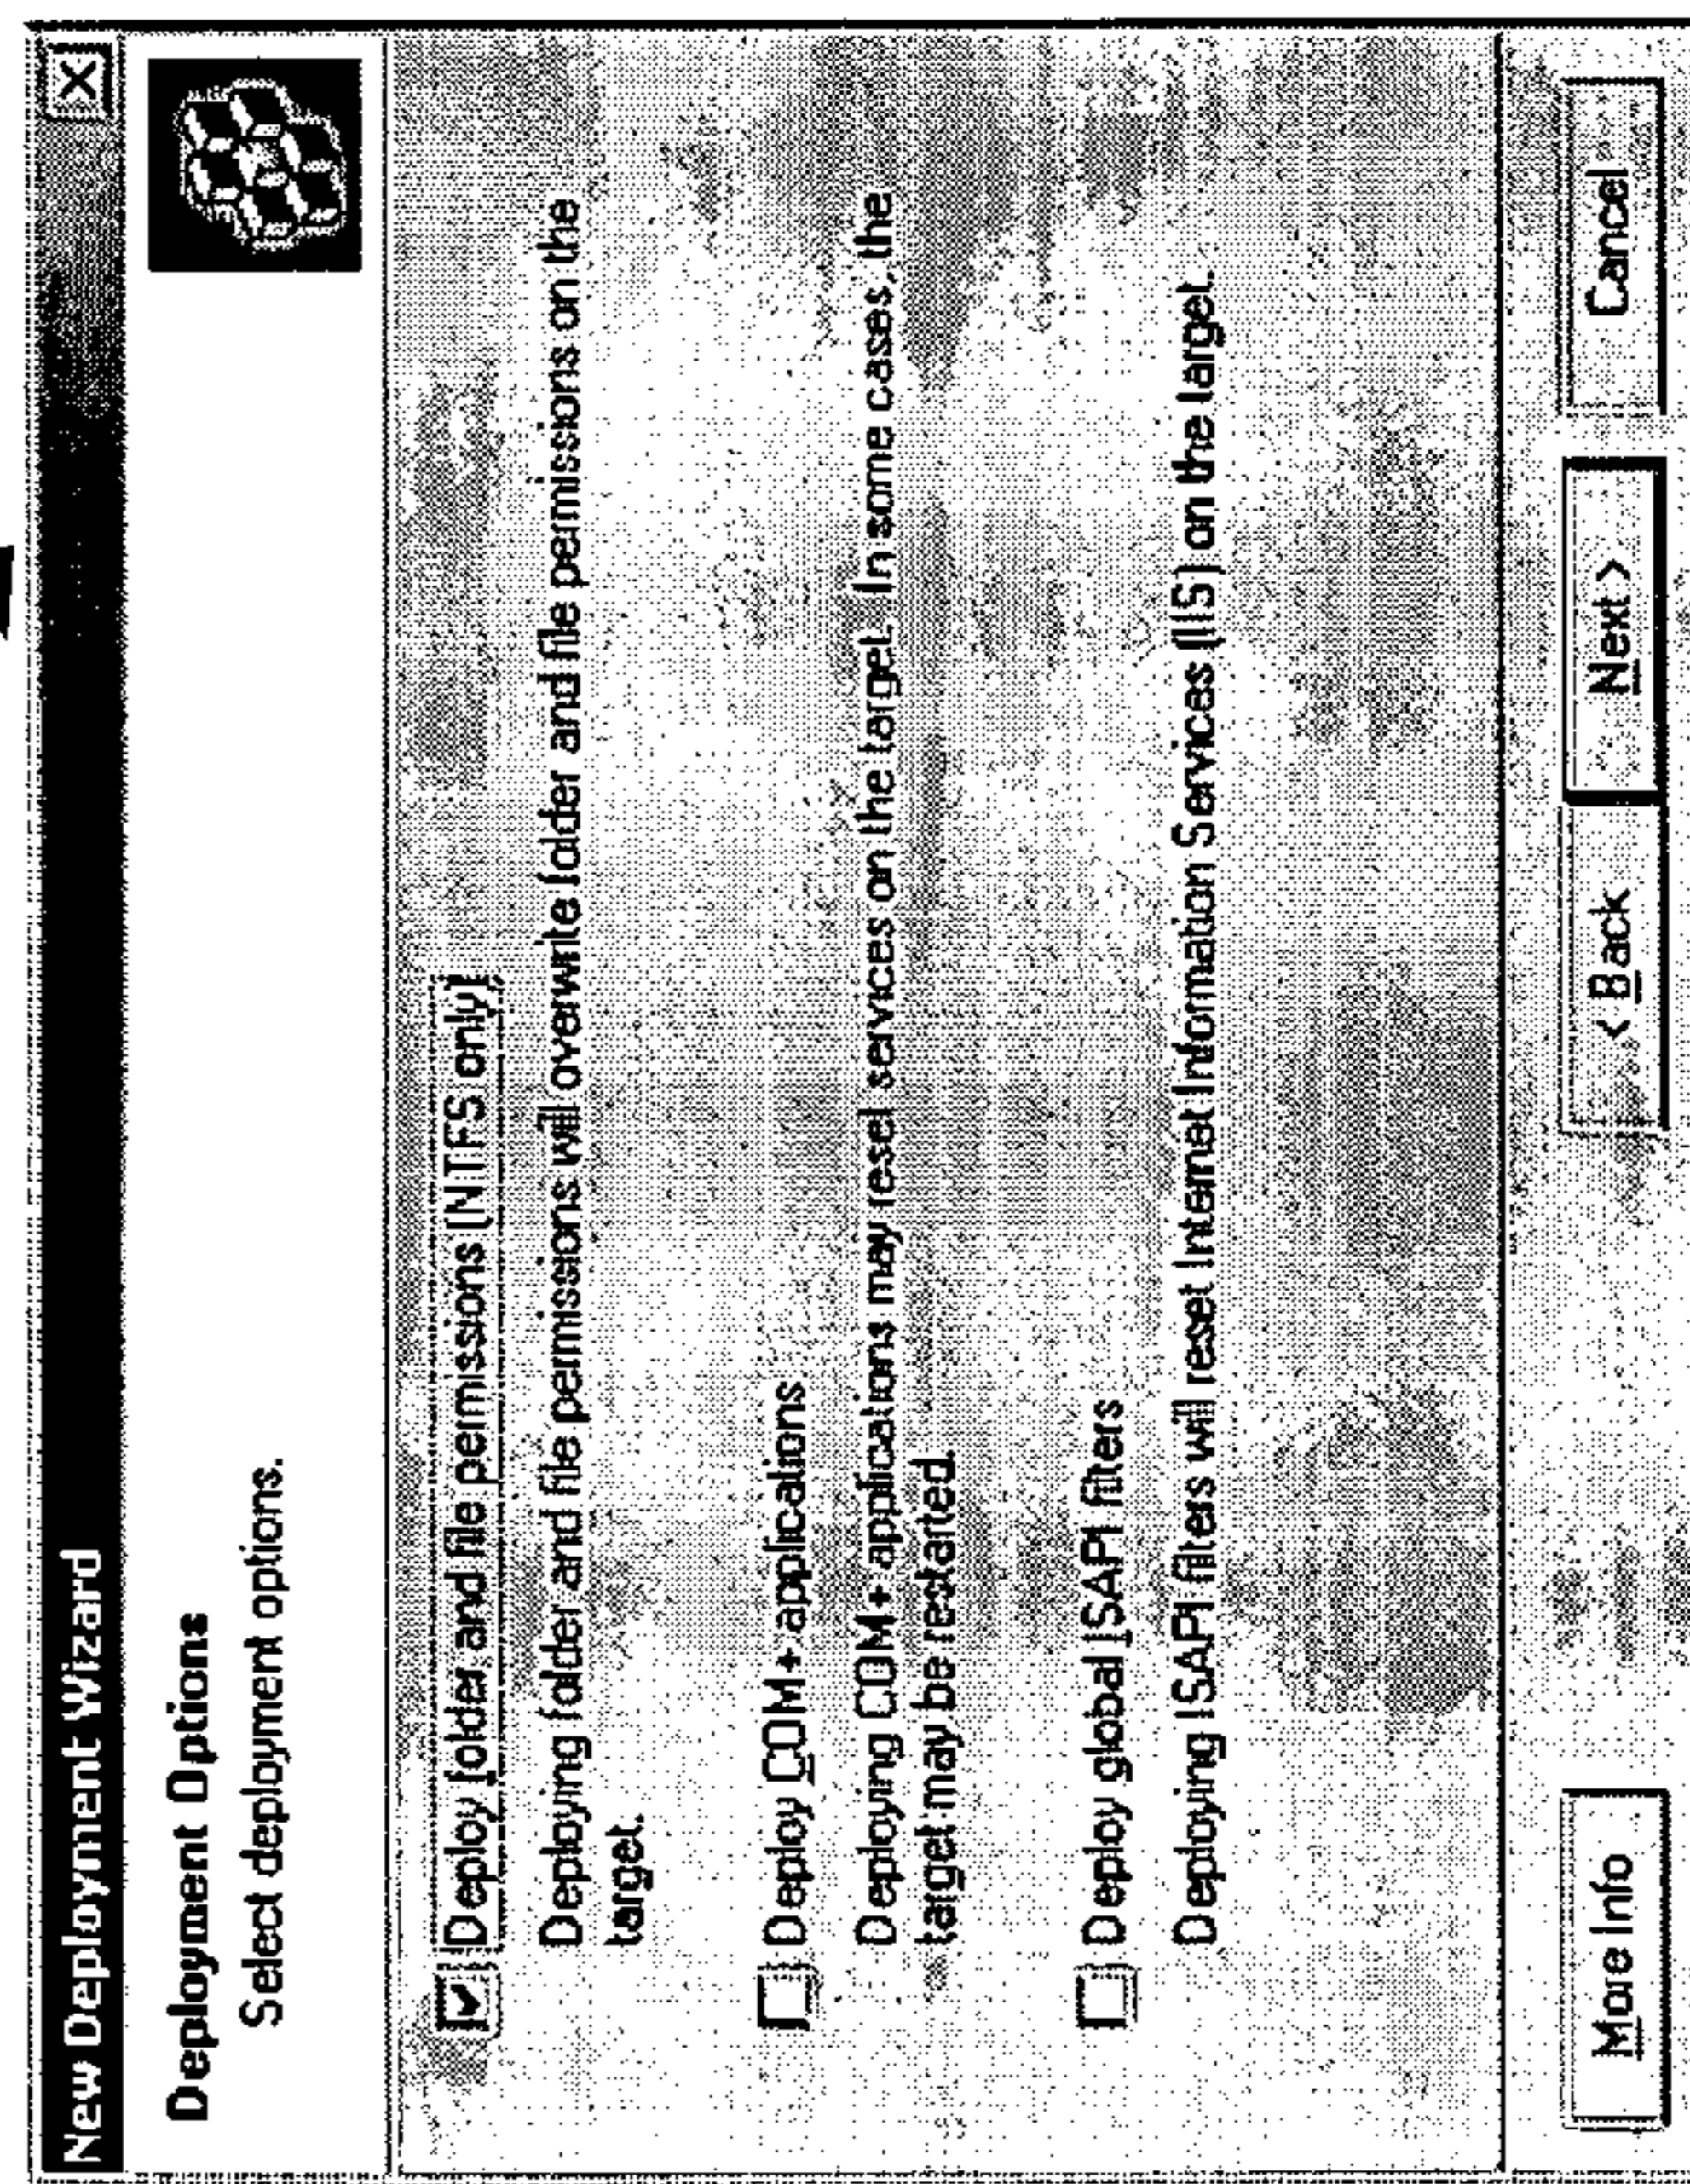 New Deployment Wizard
Deployment Options
Select deployment options.
Deploy folder and file permissions (NTFS only)
Deploying folder and file permissions will overwrite folder and file permissions on the
target.
Deploy COM+ applications
Deploying COM+ applications may reset services on the target. In some cases, the
target may be restarted.
Deploy global ISAPI filters
Deploying ISAPI filters will reset Internet Information Services (IIS) on the target.
More Info
< Back
Next >
Cancel